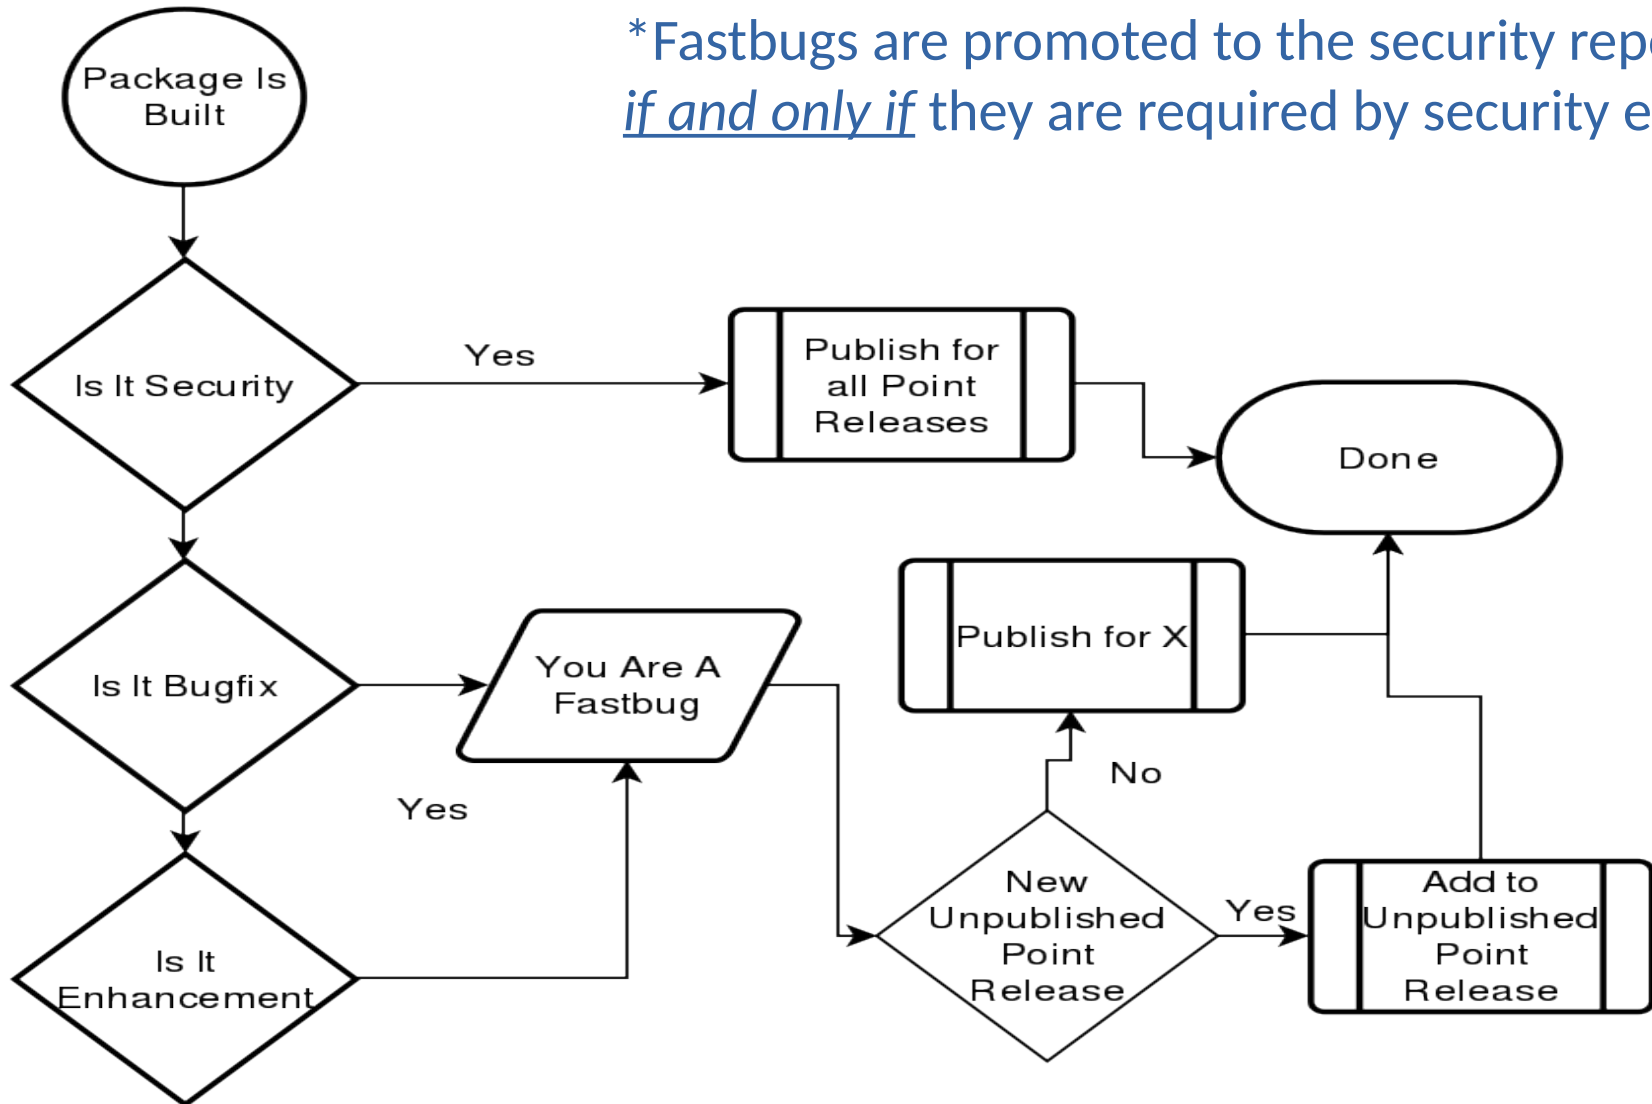 *Fastbugs are promoted to the security
if and only if they are required by security
Package Is
Built
Is It Security
Yes
Publish for
all Point
Releases
Done
Is It Bugfix
You Are A
Fastbug
Publish for X
Yes
No
Is It
Enhancement
New
Unpublished
Point
Release
Yes
Add to
Unpublished
Point
Release